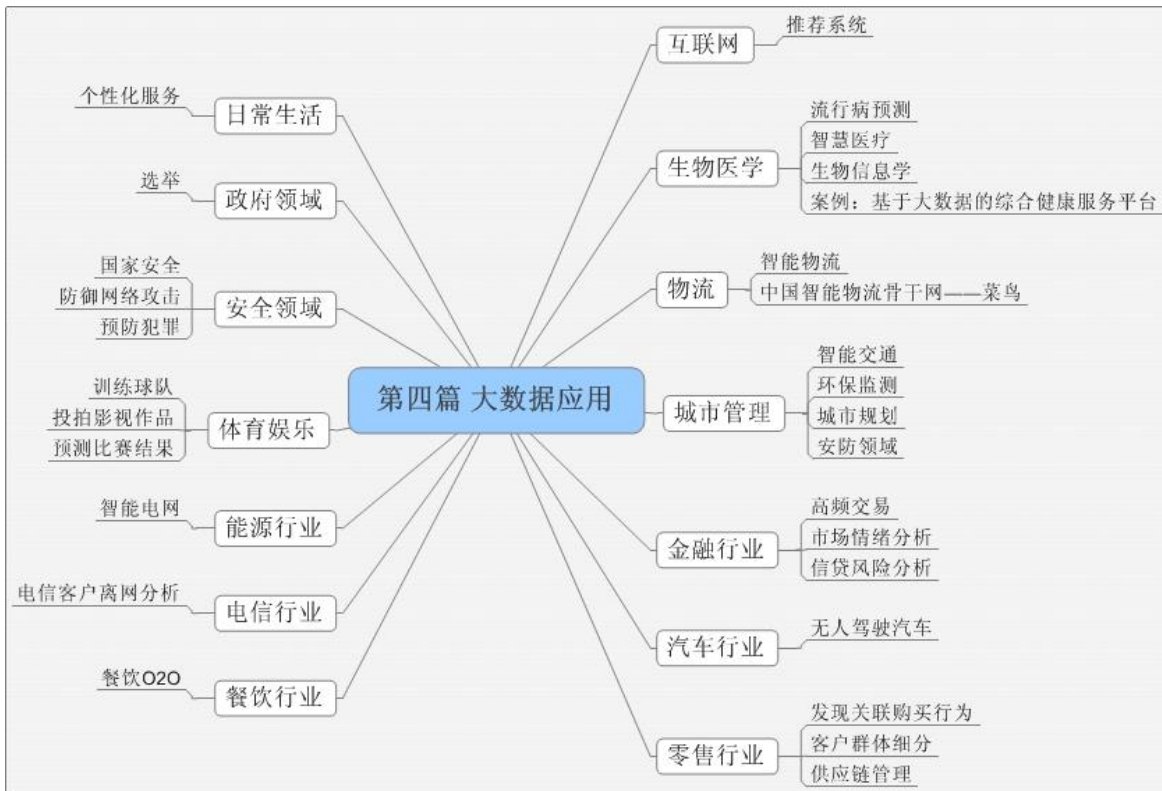 第四篇 大数据应用
互联网
推荐系统
生物医学
流行病预测
智慧医疗
生物信息学
案例：基于大数据的综合健康服务平台
物流
智能物流
中国智能物流骨干网——菜鸟
城市管理
智能交通
环保监测
城市规划
安防领域
金融行业
高频交易
市场情绪分析
信贷风险分析
汽车行业
无人驾驶汽车
零售行业
发现关联购买行为
客户群体细分
供应链管理
日常生活
个性化服务
政府领域
选举
安全领域
国家安全
防御网络攻击
预防犯罪
体育娱乐
训练球队
投拍影视作品
预测比赛结果
能源行业
智能电网
电信行业
电信客户离网分析
餐饮行业
餐饮O2O